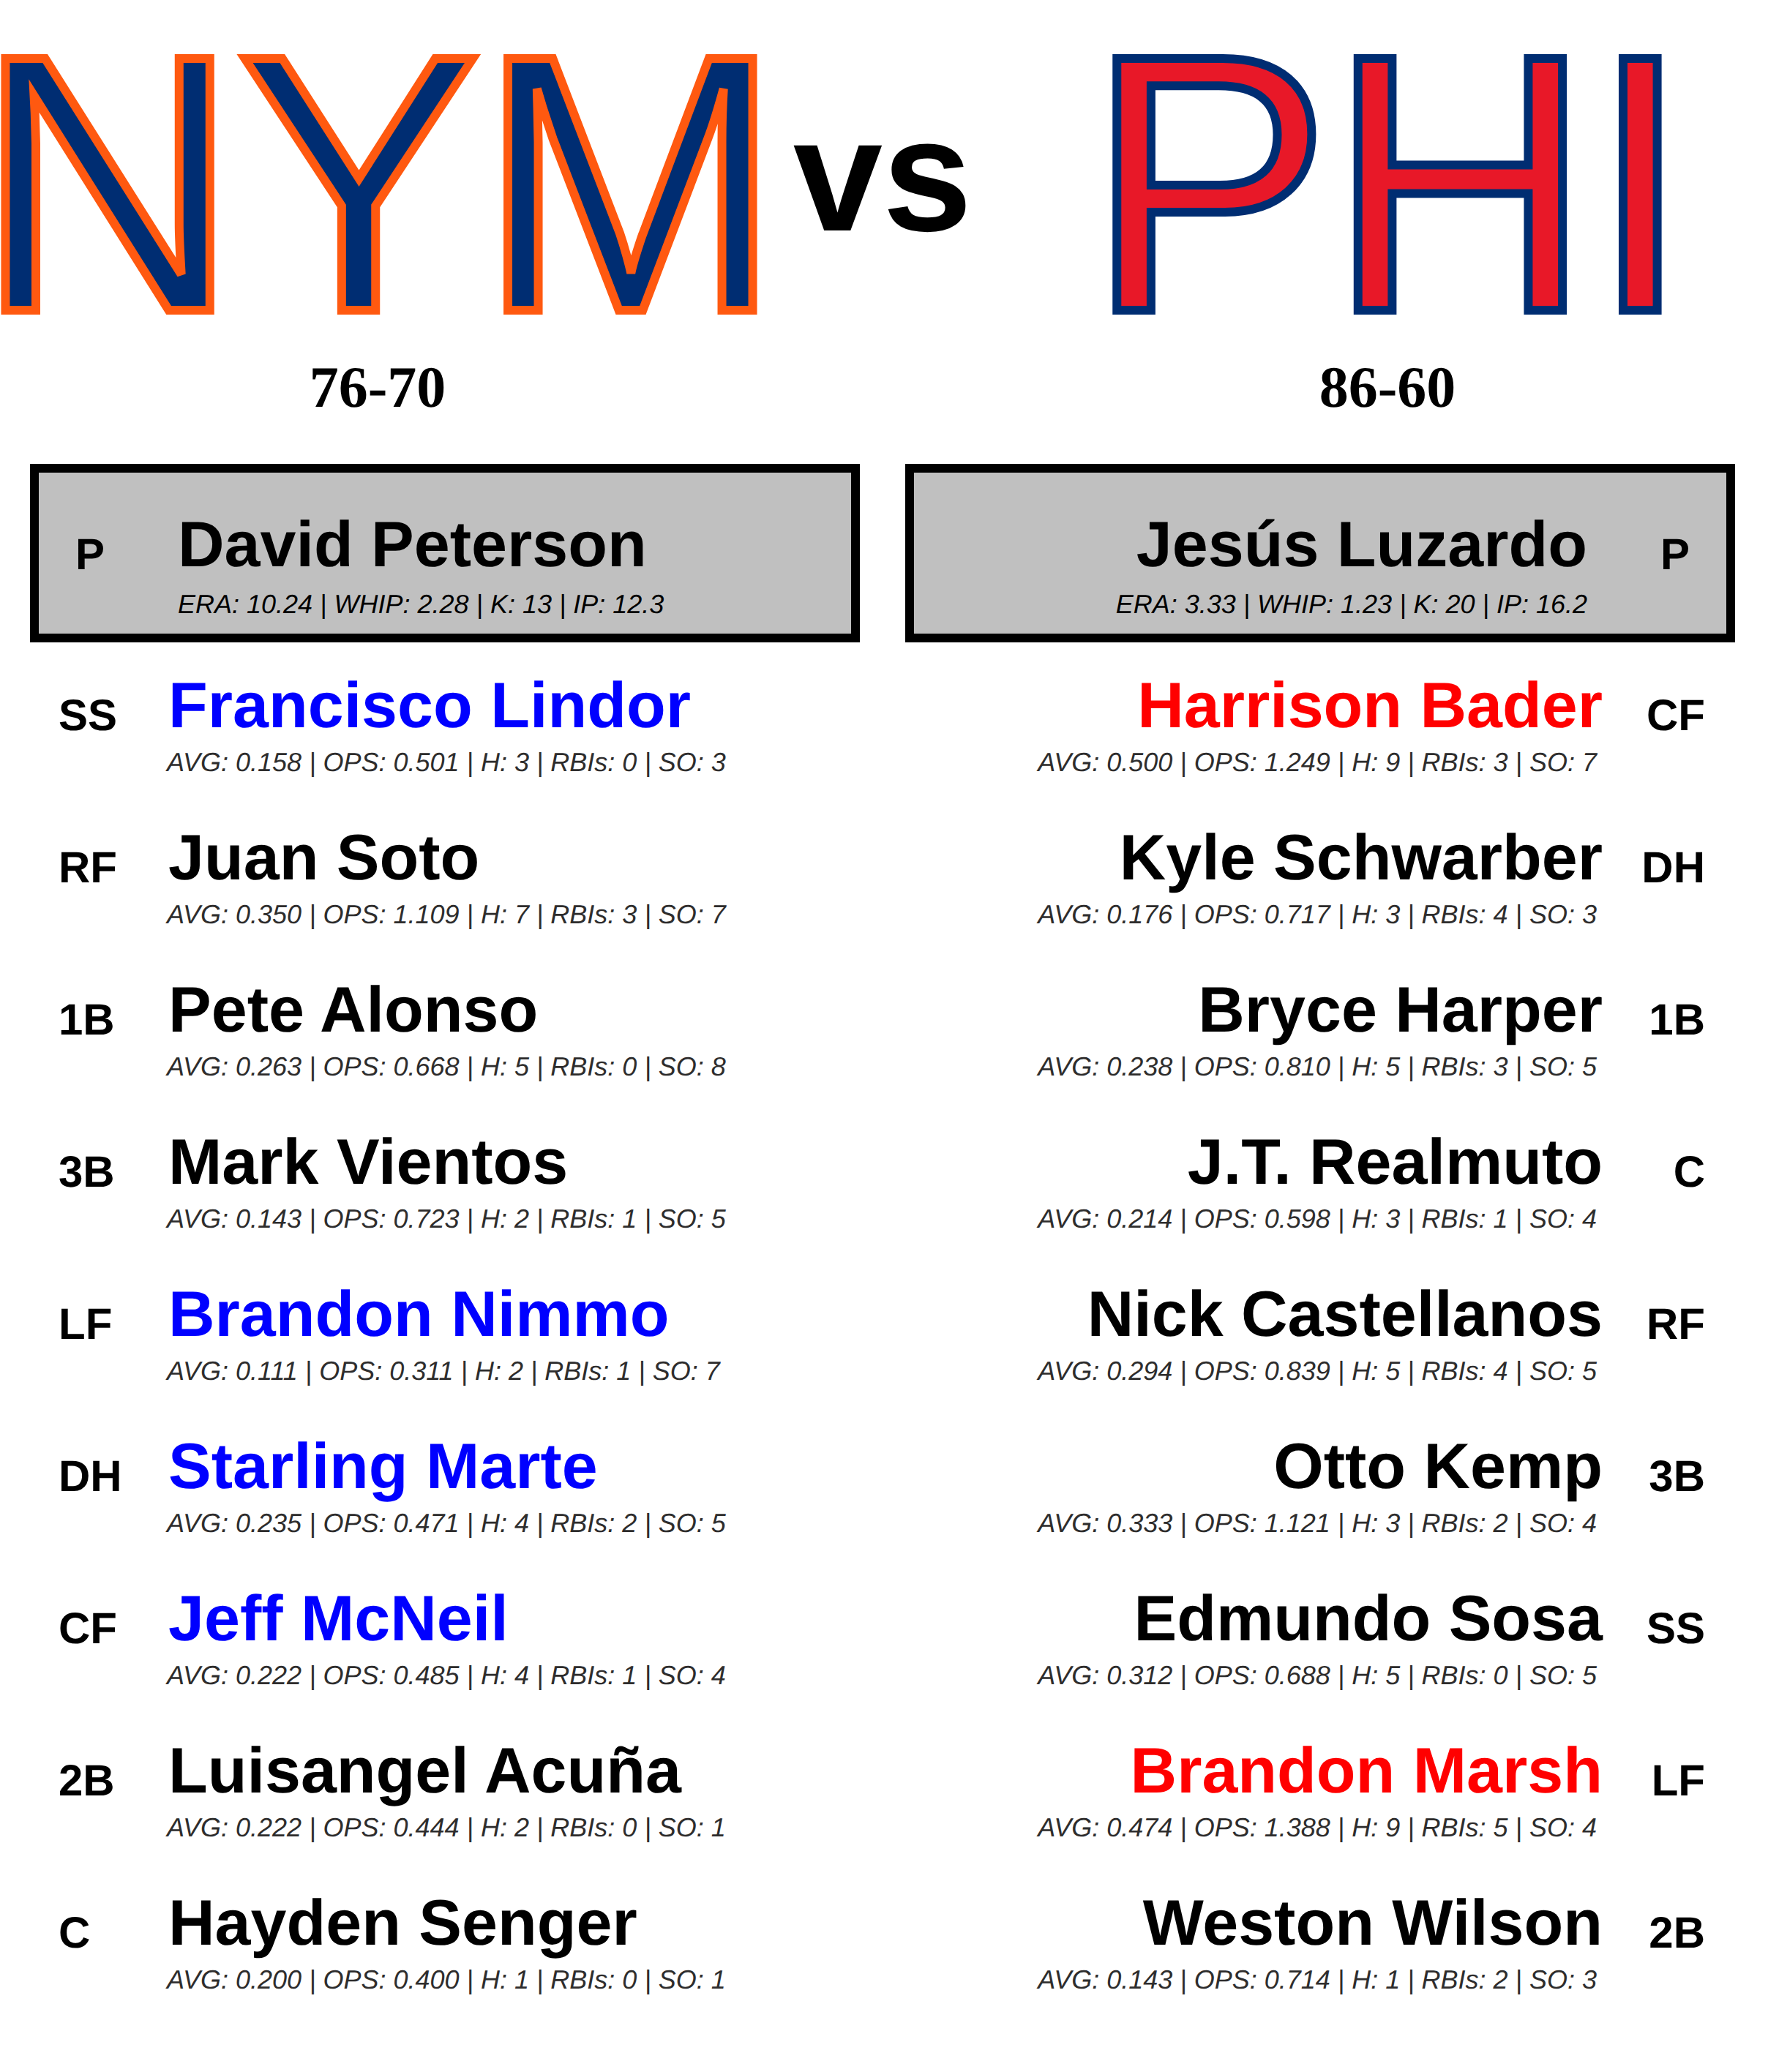 NYM vs PHI
76-70 86-60
P David Peterson Jesús Luzardo P
ERA: 10.24 | WHIP: 2.28 | K: 13 | IP: 12.3 ERA: 3.33 | WHIP: 1.23 | K: 20 | IP: 16.2
SS Francisco Lindor Harrison Bader CF
AVG: 0.158 | OPS: 0.501 | H: 3 | RBIs: 0 | SO: 3 AVG: 0.500 | OPS: 1.249 | H: 9 | RBIs: 3 | SO: 7
RF Juan Soto Kyle Schwarber DH
AVG: 0.350 | OPS: 1.109 | H: 7 | RBIs: 3 | SO: 7 AVG: 0.176 | OPS: 0.717 | H: 3 | RBIs: 4 | SO: 3
1B Pete Alonso Bryce Harper 1B
AVG: 0.263 | OPS: 0.668 | H: 5 | RBIs: 0 | SO: 8 AVG: 0.238 | OPS: 0.810 | H: 5 | RBIs: 3 | SO: 5
3B Mark Vientos J.T. Realmuto C
AVG: 0.143 | OPS: 0.723 | H: 2 | RBIs: 1 | SO: 5 AVG: 0.214 | OPS: 0.598 | H: 3 | RBIs: 1 | SO: 4
LF Brandon Nimmo Nick Castellanos RF
AVG: 0.111 | OPS: 0.311 | H: 2 | RBIs: 1 | SO: 7 AVG: 0.294 | OPS: 0.839 | H: 5 | RBIs: 4 | SO: 5
DH Starling Marte Otto Kemp 3B
AVG: 0.235 | OPS: 0.471 | H: 4 | RBIs: 2 | SO: 5 AVG: 0.333 | OPS: 1.121 | H: 3 | RBIs: 2 | SO: 4
CF Jeff McNeil Edmundo Sosa SS
AVG: 0.222 | OPS: 0.485 | H: 4 | RBIs: 1 | SO: 4 AVG: 0.312 | OPS: 0.688 | H: 5 | RBIs: 0 | SO: 5
2B Luisangel Acuña Brandon Marsh LF
AVG: 0.222 | OPS: 0.444 | H: 2 | RBIs: 0 | SO: 1 AVG: 0.474 | OPS: 1.388 | H: 9 | RBIs: 5 | SO: 4
C Hayden Senger Weston Wilson 2B
AVG: 0.200 | OPS: 0.400 | H: 1 | RBIs: 0 | SO: 1 AVG: 0.143 | OPS: 0.714 | H: 1 | RBIs: 2 | SO: 3